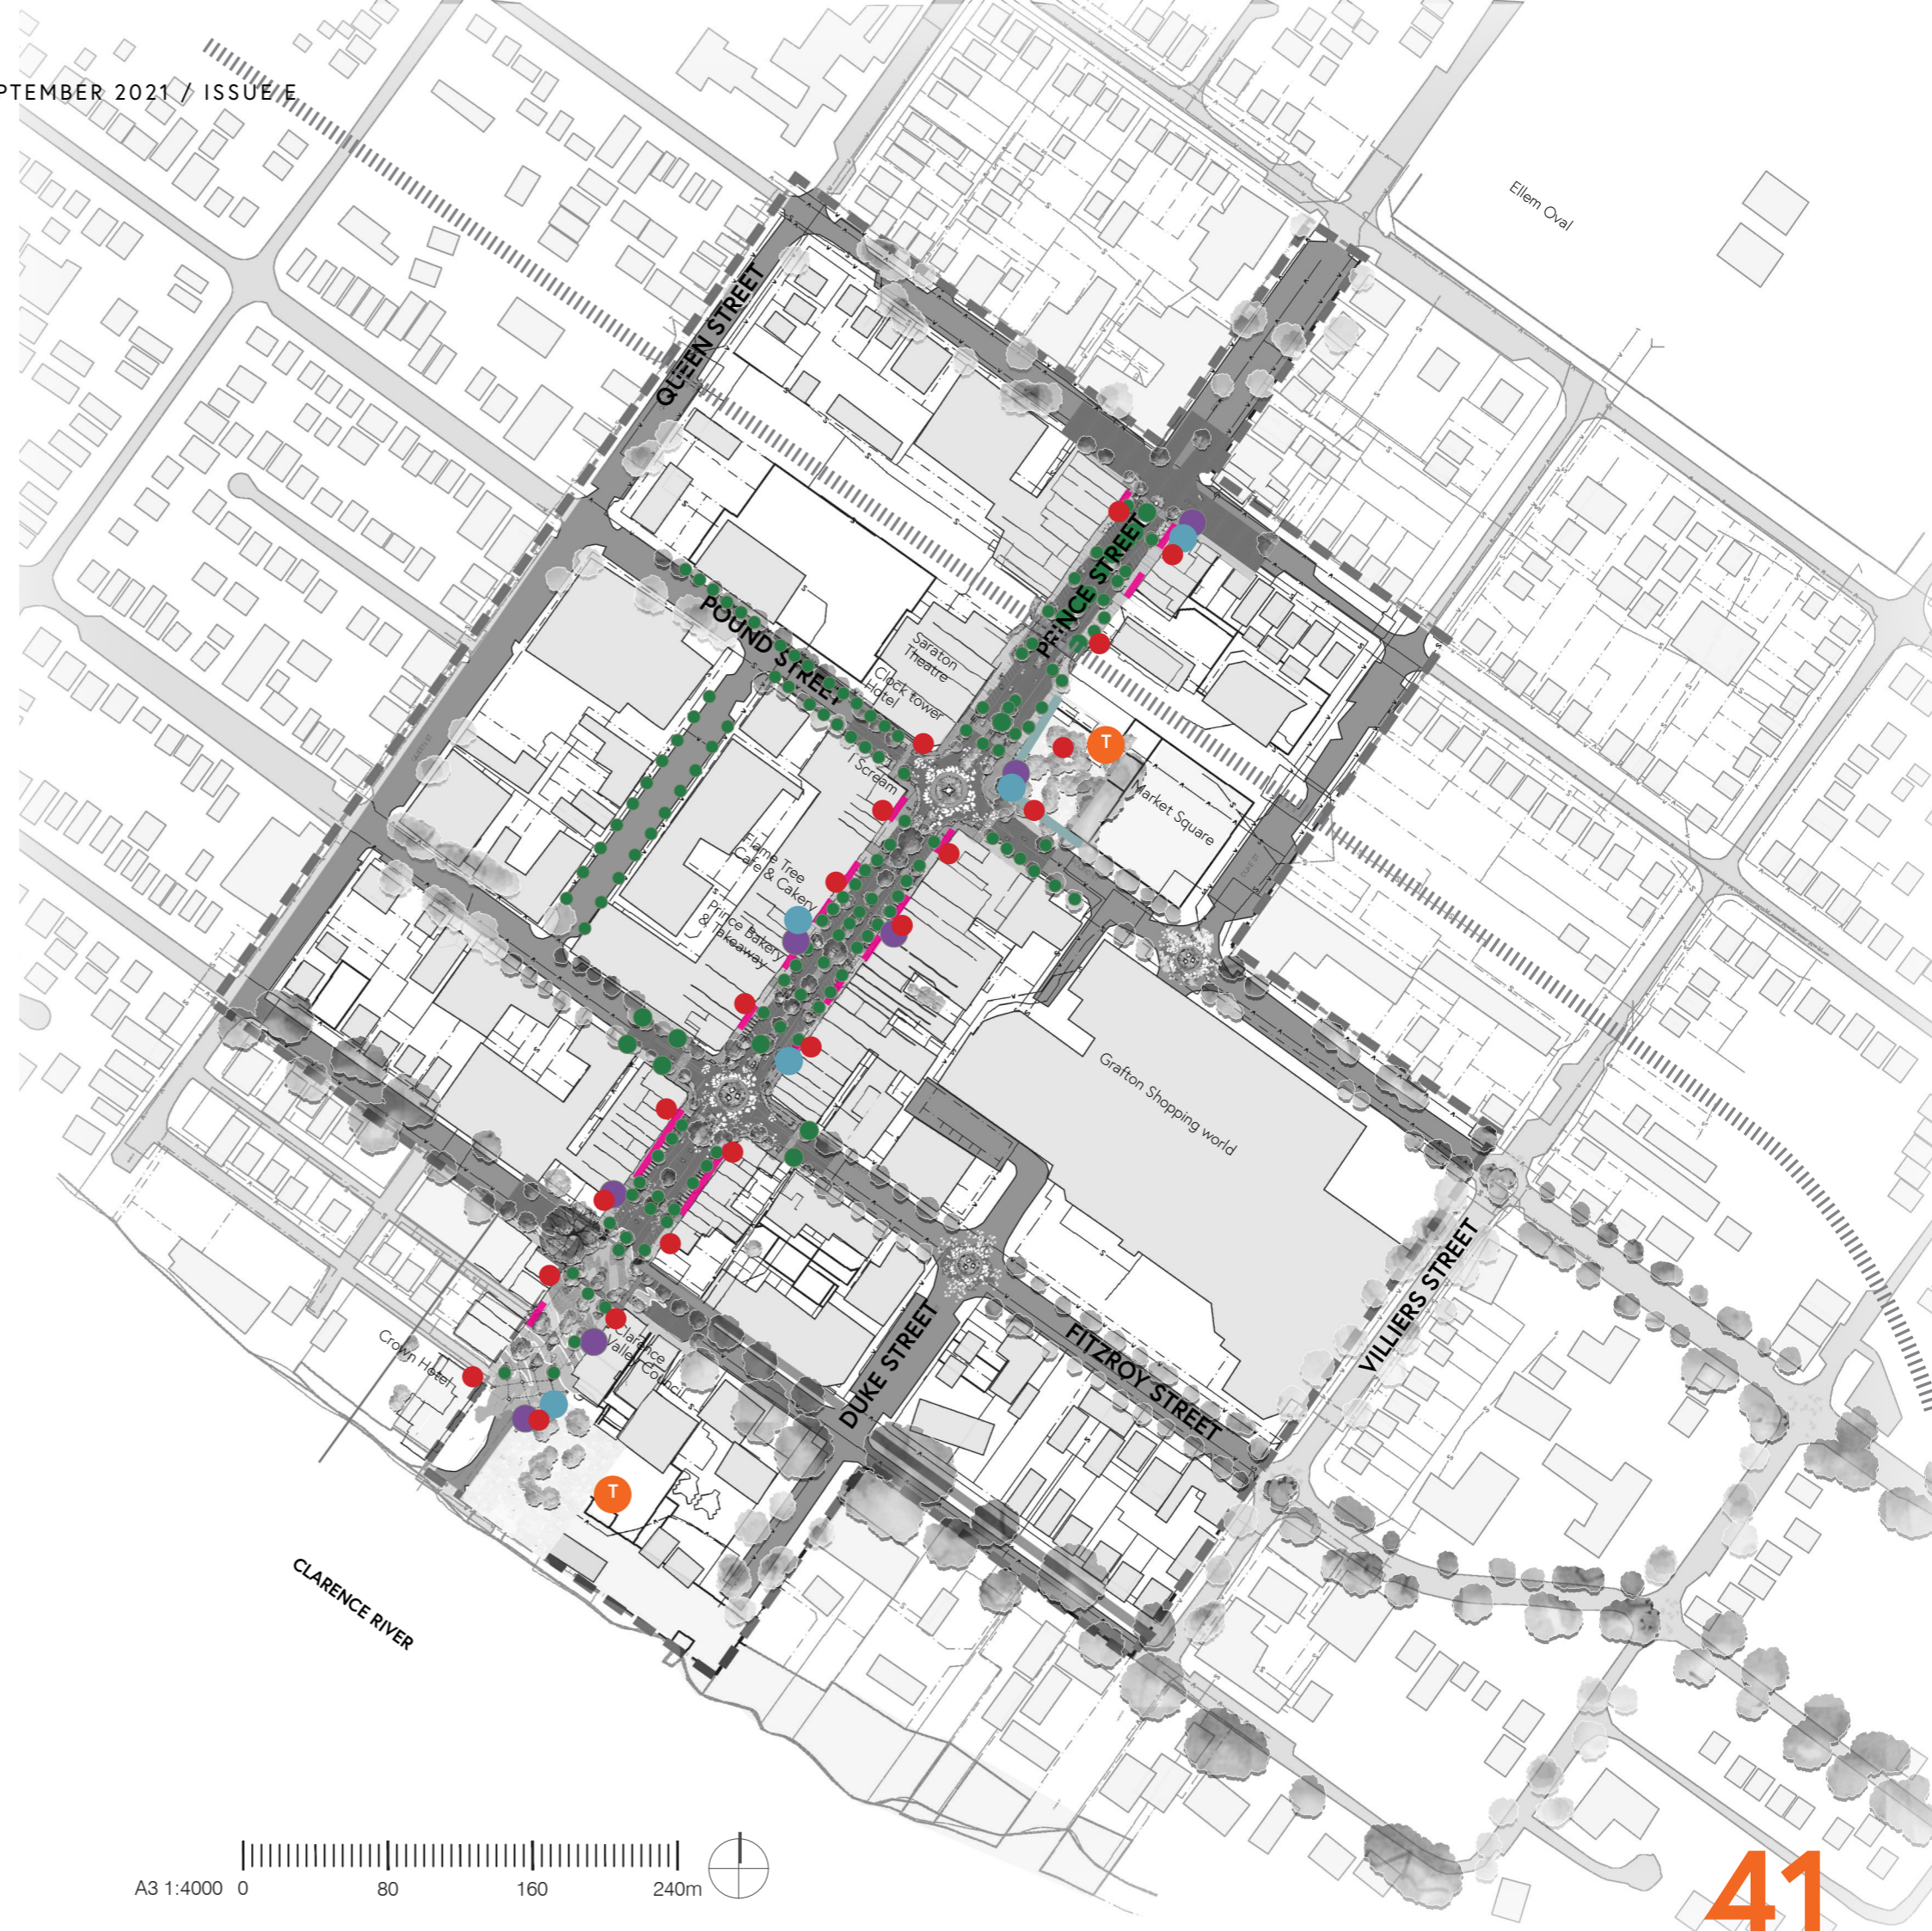 PTEMBER 2021 / ISSUE E
Ellem Oval
QUEEN STREET
PRINCE STREET
POUND STREET
Saraton
Theatre
Clock tower
Hotel
T
I Scream
Market Square
Flame Tree
Cafe & Cakery
Prince Bakery
& Takeaway
Grafton Shopping world
VILLIERS STREET
DUKE STREET
FITZROY STREET
Clarence
Valley Council
Crown Hotel
T
CLARENCE RIVER
A3 1:4000 0 80 160 240m
41